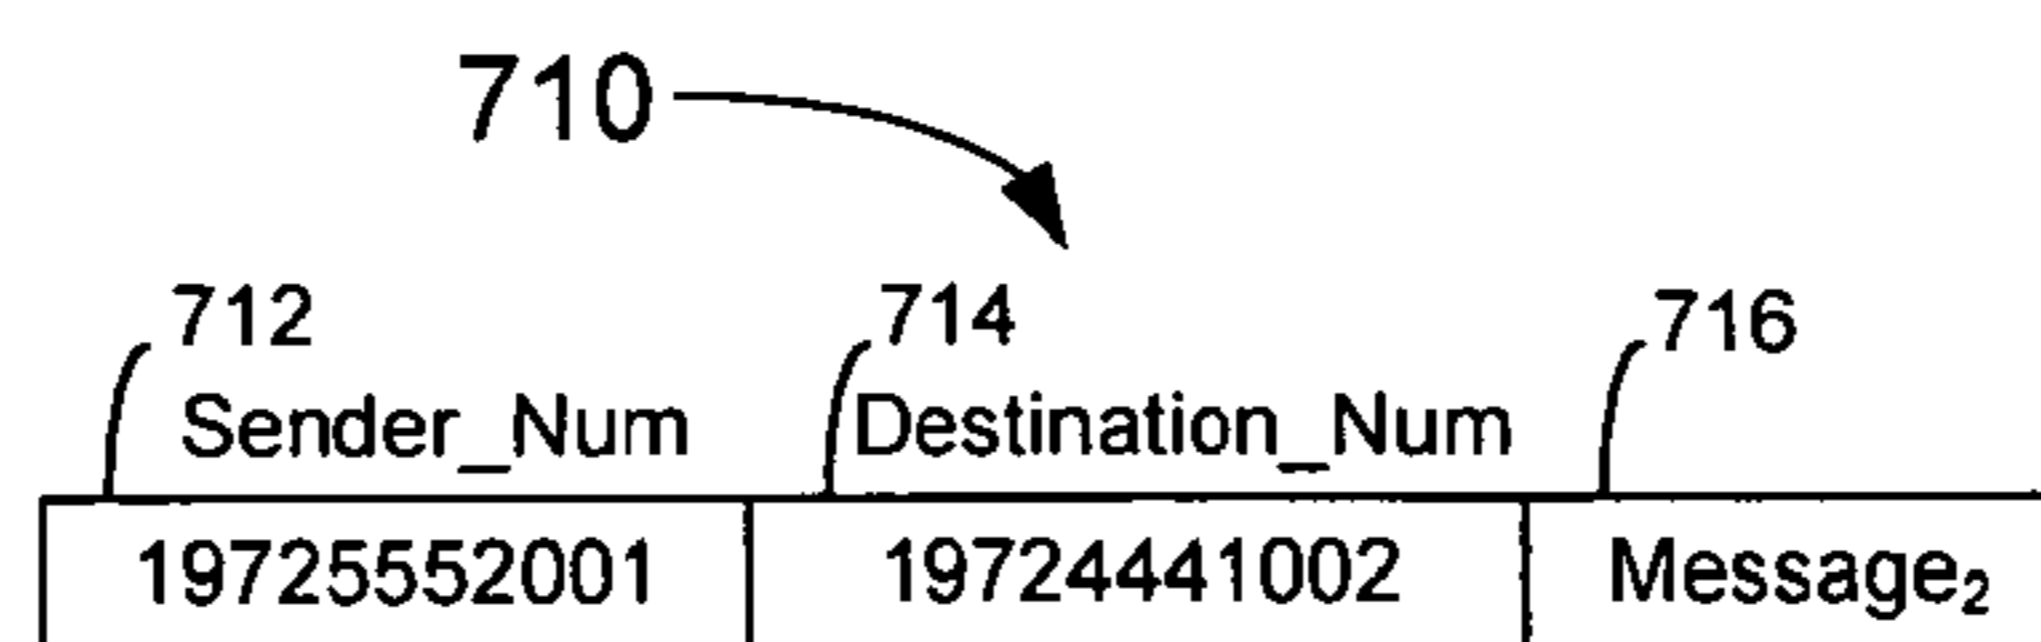 710
712 714 716
Sender_Num Destination_Num
19725552001 19724441002 Message₂